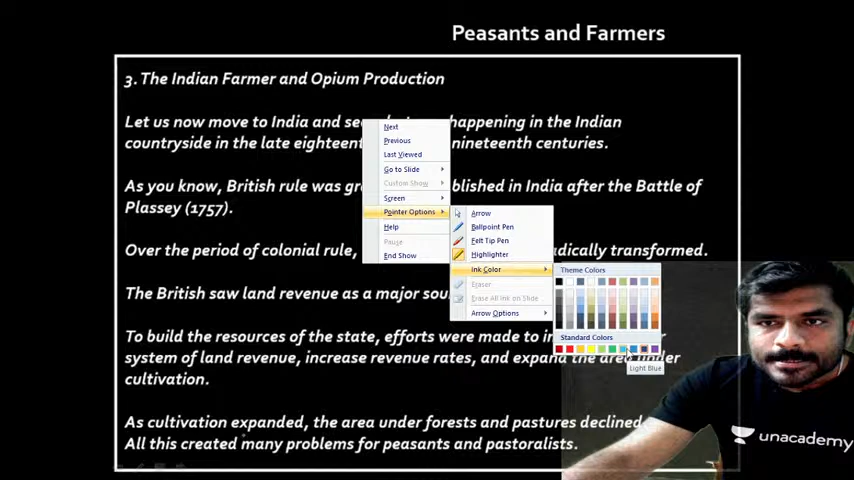 Peasants and Farmers
3. The Indian Farmer and Opium Production
Let us now move to India and see happening in the Indian
countryside in the late eighteent nineteenth centuries.
As you know, British rule was gra blished in India after the Battle of
Plassey (1757).
Over the period of colonial rule, adically transformed.
The British saw land revenue as a major sou
To build the resources of the state, efforts were made to in
system of land revenue, increase revenue rates, and expand the area under
cultivation.
As cultivation expanded, the area under forests and pastures declined
All this created many problems for peasants and pastoralists.
Next
Previous
Last Viewed
Go to Slide
Custom Show
Screen
Pointer Options
Help
Pause
End Show
Arrow
Ballpoint Pen
Felt Tip Pen
Highlighter
Ink Color
Eraser
Erase All Ink on Slide
Arrow Options
Theme Colors
Standard Colors
Light Blue
unacademy